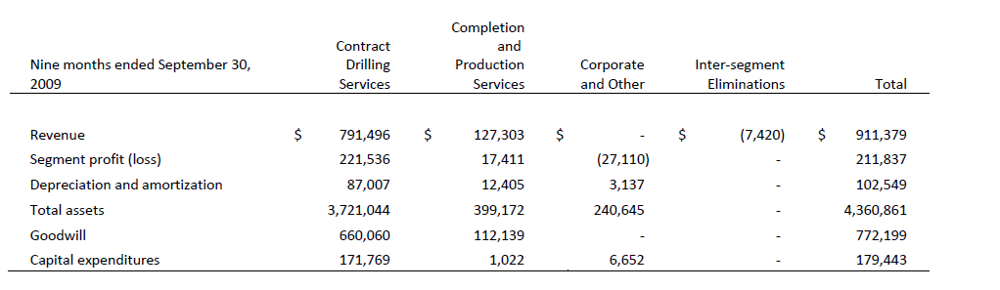 Completion
Contract and
Nine months ended September 30, Drilling Production Corporate Inter-segment
2009 Services Services and Other Eliminations Total
Revenue $ 791,496 $ 127,303 $ - $ (7,420) $ 911,379
Segment profit (loss) 221,536 17,411 (27,110) - 211,837
Depreciation and amortization 87,007 12,405 3,137 - 102,549
Total assets 3,721,044 399,172 240,645 - 4,360,861
Goodwill 660,060 112,139 - - 772,199
Capital expenditures 171,769 1,022 6,652 - 179,443